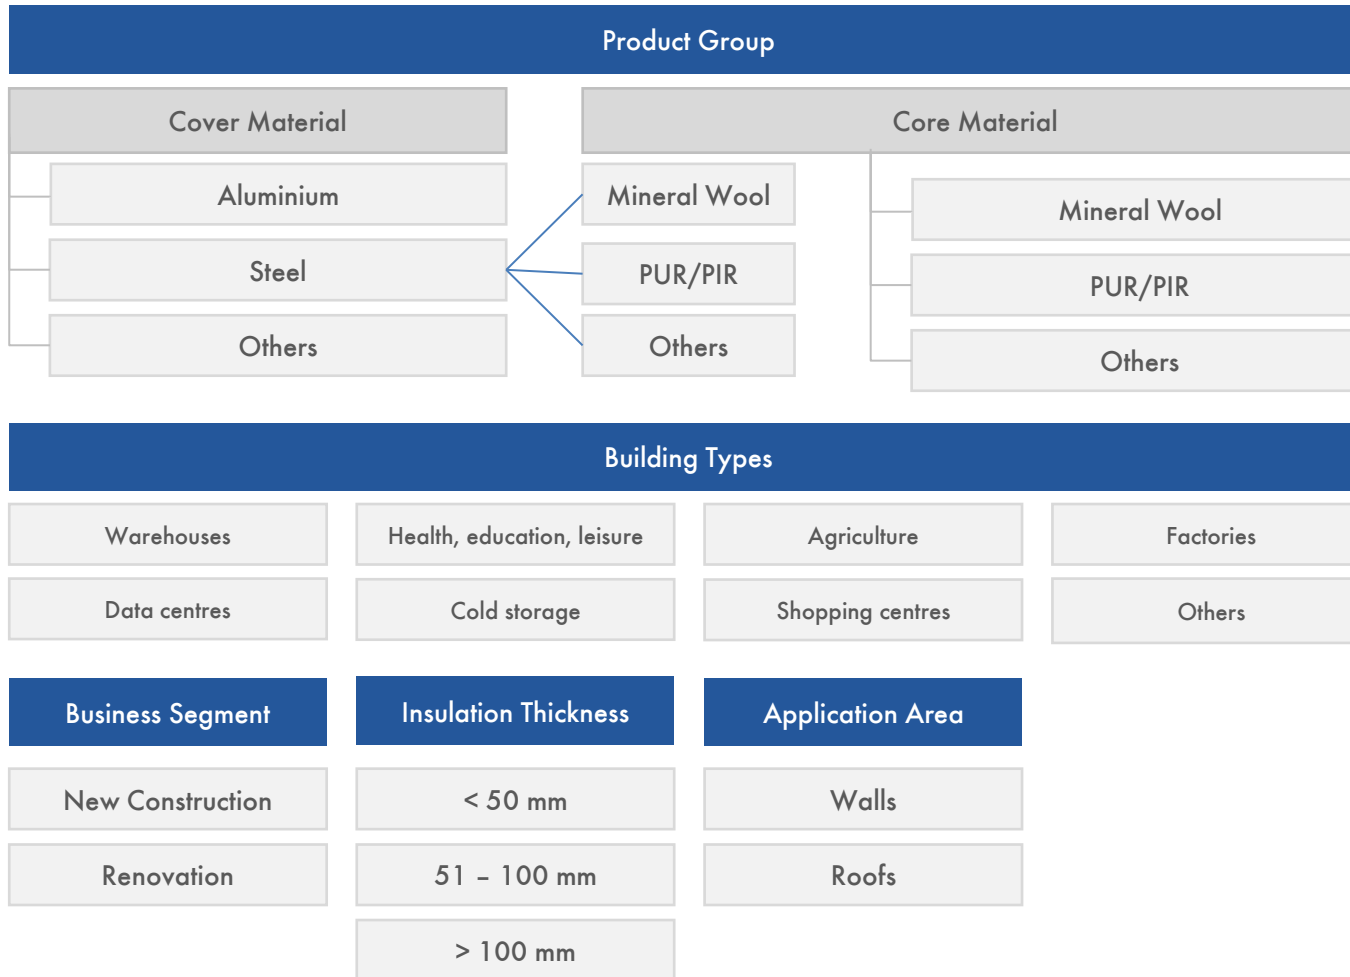 Product Group
Cover Material
Core Material
Aluminium
Steel
Others
Mineral Wool
PUR/PIR
Others
Mineral Wool
PUR/PIR
Others
Building Types
Warehouses
Health, education, leisure
Agriculture
Factories
Data centres
Cold storage
Shopping centres
Others
Business Segment
New Construction
Renovation
Insulation Thickness
< 50 mm
51 – 100 mm
> 100 mm
Application Area
Walls
Roofs